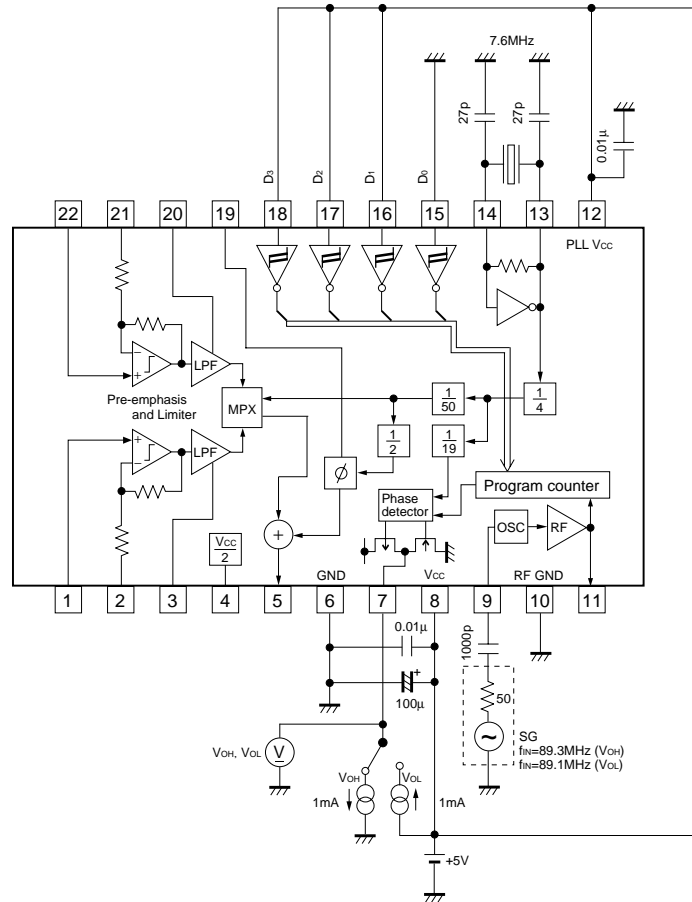 7.6MHz
27p
27p
0.01μ
D3
D2
D1
D0
22
21
20
19
18
17
16
15
14
13
12
PLL Vcc
−
+
LPF
Pre-emphasis
and Limiter
MPX
1
50
1
4
1
2
1
19
+
−
LPF
ϕ
Phase
detector
Program counter
OSC
RF
Vcc
2
+
GND
Vcc
RF GND
1
2
3
4
5
6
7
8
9
10
11
0.01μ
+
100μ
1000p
50
~
SG
fIN=89.3MHz (VOH)
fIN=89.1MHz (VOL)
VOH, VOL
V
VOH
VOL
1mA
1mA
+5V